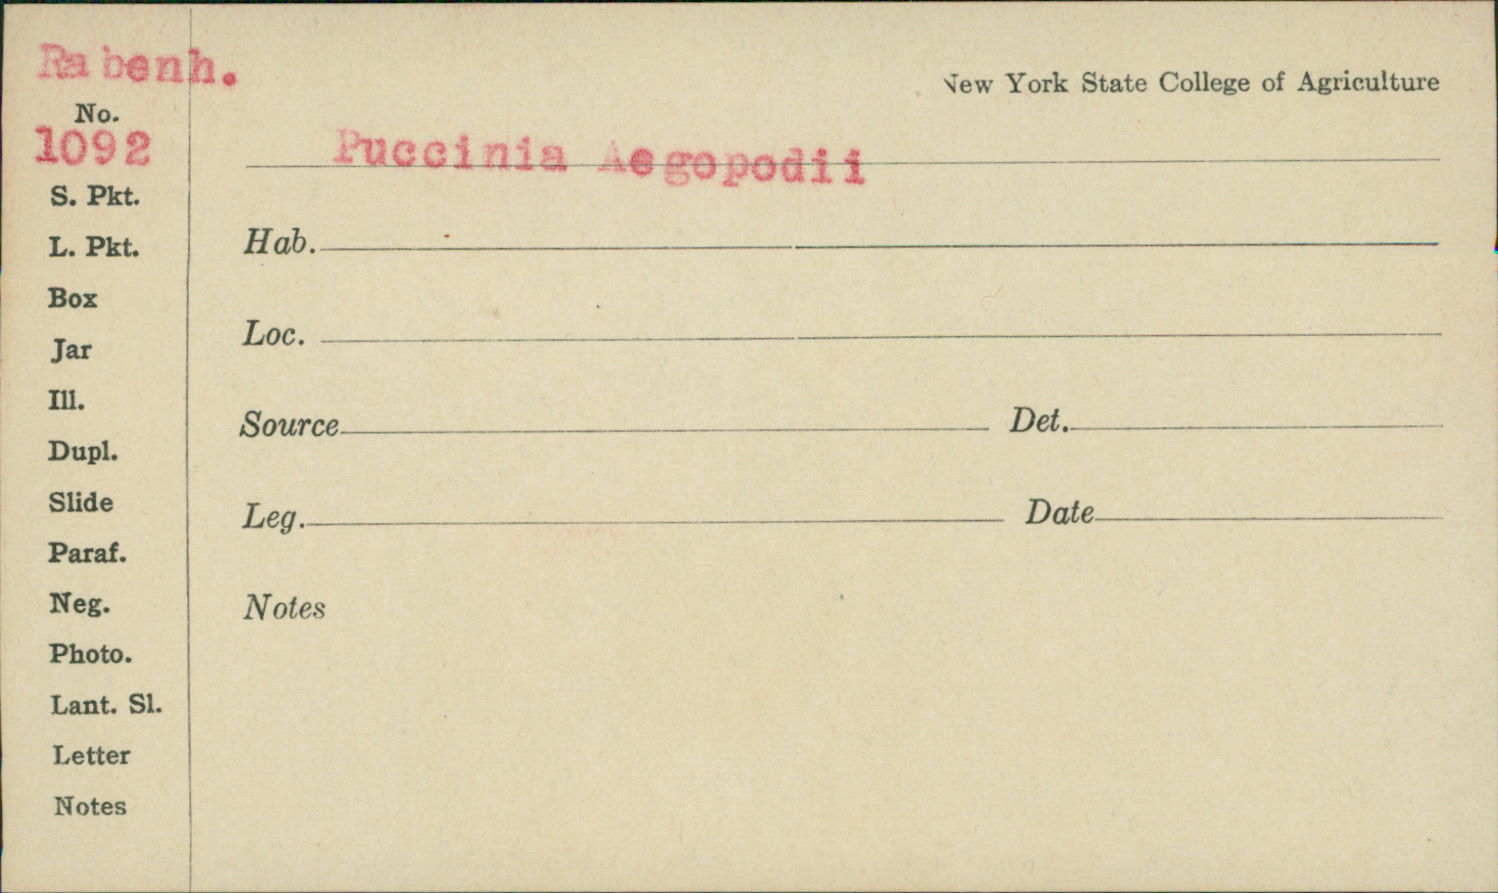 Rabenh.
New York State College of Agriculture
No.
1092
Puccinia Aegopodii
S. Pkt.
L. Pkt.
Hab.
Box
Loc.
Jar
Ill.
Source Det.
Dupl.
Slide
Leg. Date
Paraf.
Neg.
Notes
Photo.
Lant. Sl.
Letter
Notes